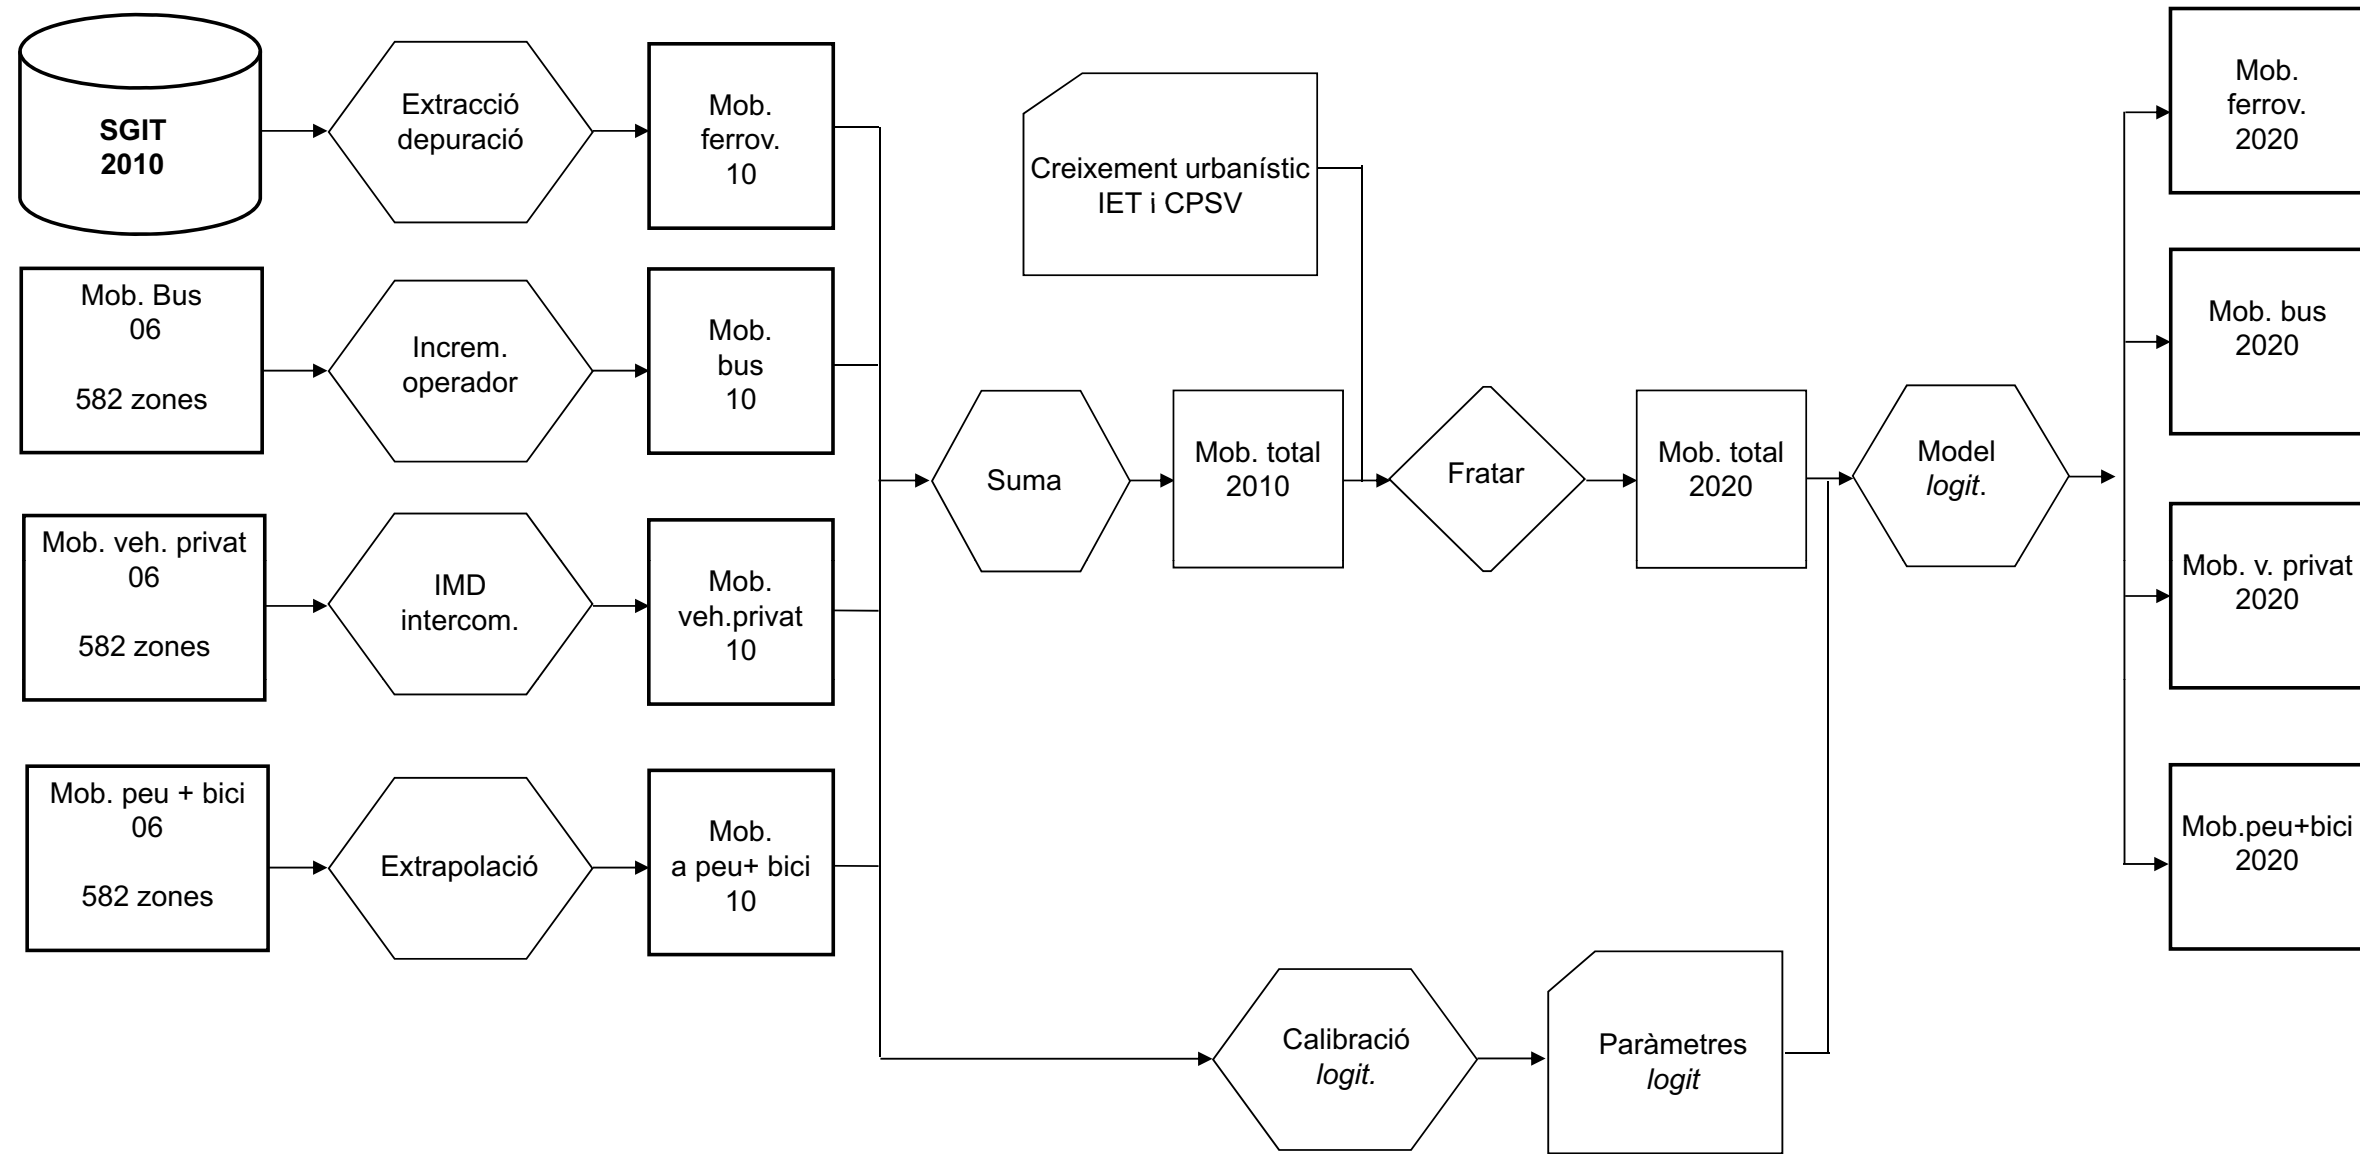 SGIT
2010
Extracció
depuració
Mob.
ferrov.
10
Mob. Bus
06
582 zones
Increm.
operador
Mob.
bus
10
Mob. veh. privat
06
582 zones
IMD
intercom.
Mob.
veh.privat
10
Mob. peu + bici
06
582 zones
Extrapolació
Mob.
a peu+ bici
10
Creixement urbanístic
IET i CPSV
Suma
Mob. total
2010
Fratar
Mob. total
2020
Model
logit.
Calibració
logit.
Paràmetres
logit
Mob.
ferrov.
2020
Mob. bus
2020
Mob. v. privat
2020
Mob.peu+bici
2020